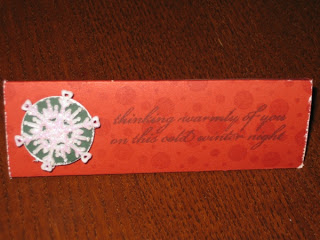 thinking warmly of you
on this cold winter night